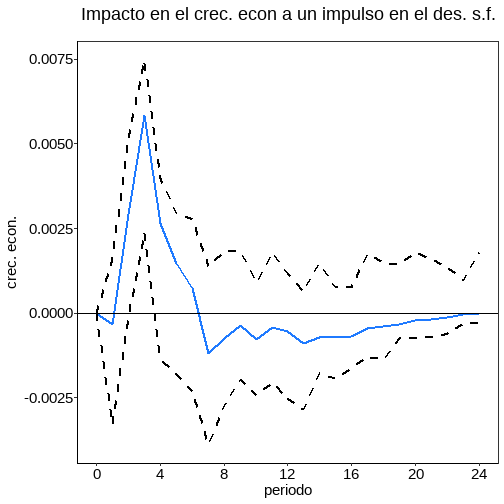 Impacto en el crec. econ a un impulso en el des. s.f.
0.0075
0.0050
0.0025
0.0000
-0.0025
crec. econ.
0 4 8 12 16 20 24
periodo